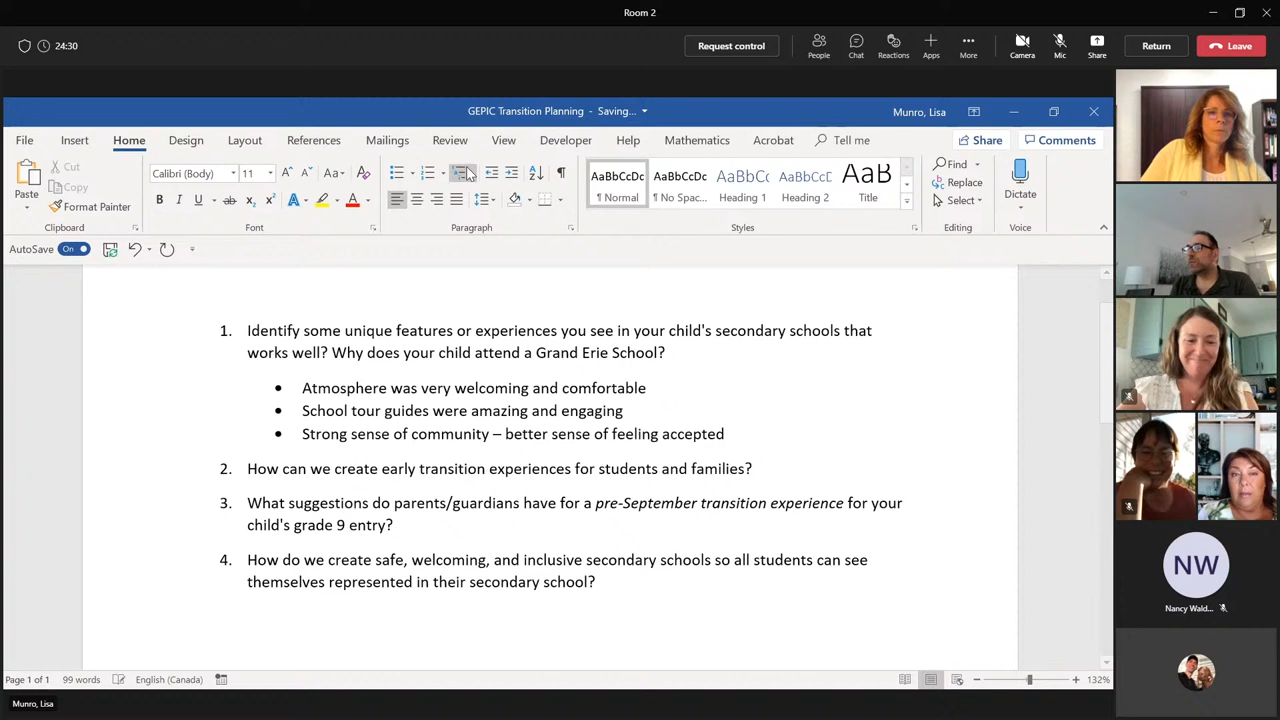 Room 2
24:30
Request control
People
Chat
Reactions
Apps
More
Camera
Mic
Share
Return
Leave
GEPIC Transition Planning - Saving...
Munro, Lisa
File
Insert
Home
Design
Layout
References
Mailings
Review
View
Developer
Help
Mathematics
Acrobat
Tell me
Share
Comments
Paste
Cut
Copy
Format Painter
Clipboard
Calibri (Body)
11
Font
Paragraph
AaBbCcDc
¶ Normal
AaBbCcDc
¶ No Spac...
AaBbCc
Heading 1
AaBbCcD
Heading 2
AaB
Title
Styles
Find
Replace
Select
Editing
Dictate
Voice
AutoSave
On
1. Identify some unique features or experiences you see in your child's secondary schools that
works well? Why does your child attend a Grand Erie School?
• Atmosphere was very welcoming and comfortable
• School tour guides were amazing and engaging
• Strong sense of community – better sense of feeling accepted
2. How can we create early transition experiences for students and families?
3. What suggestions do parents/guardians have for a pre-September transition experience for your
child's grade 9 entry?
4. How do we create safe, welcoming, and inclusive secondary schools so all students can see
themselves represented in their secondary school?
NW
Nancy Wald...
Page 1 of 1
99 words
English (Canada)
132%
Munro, Lisa